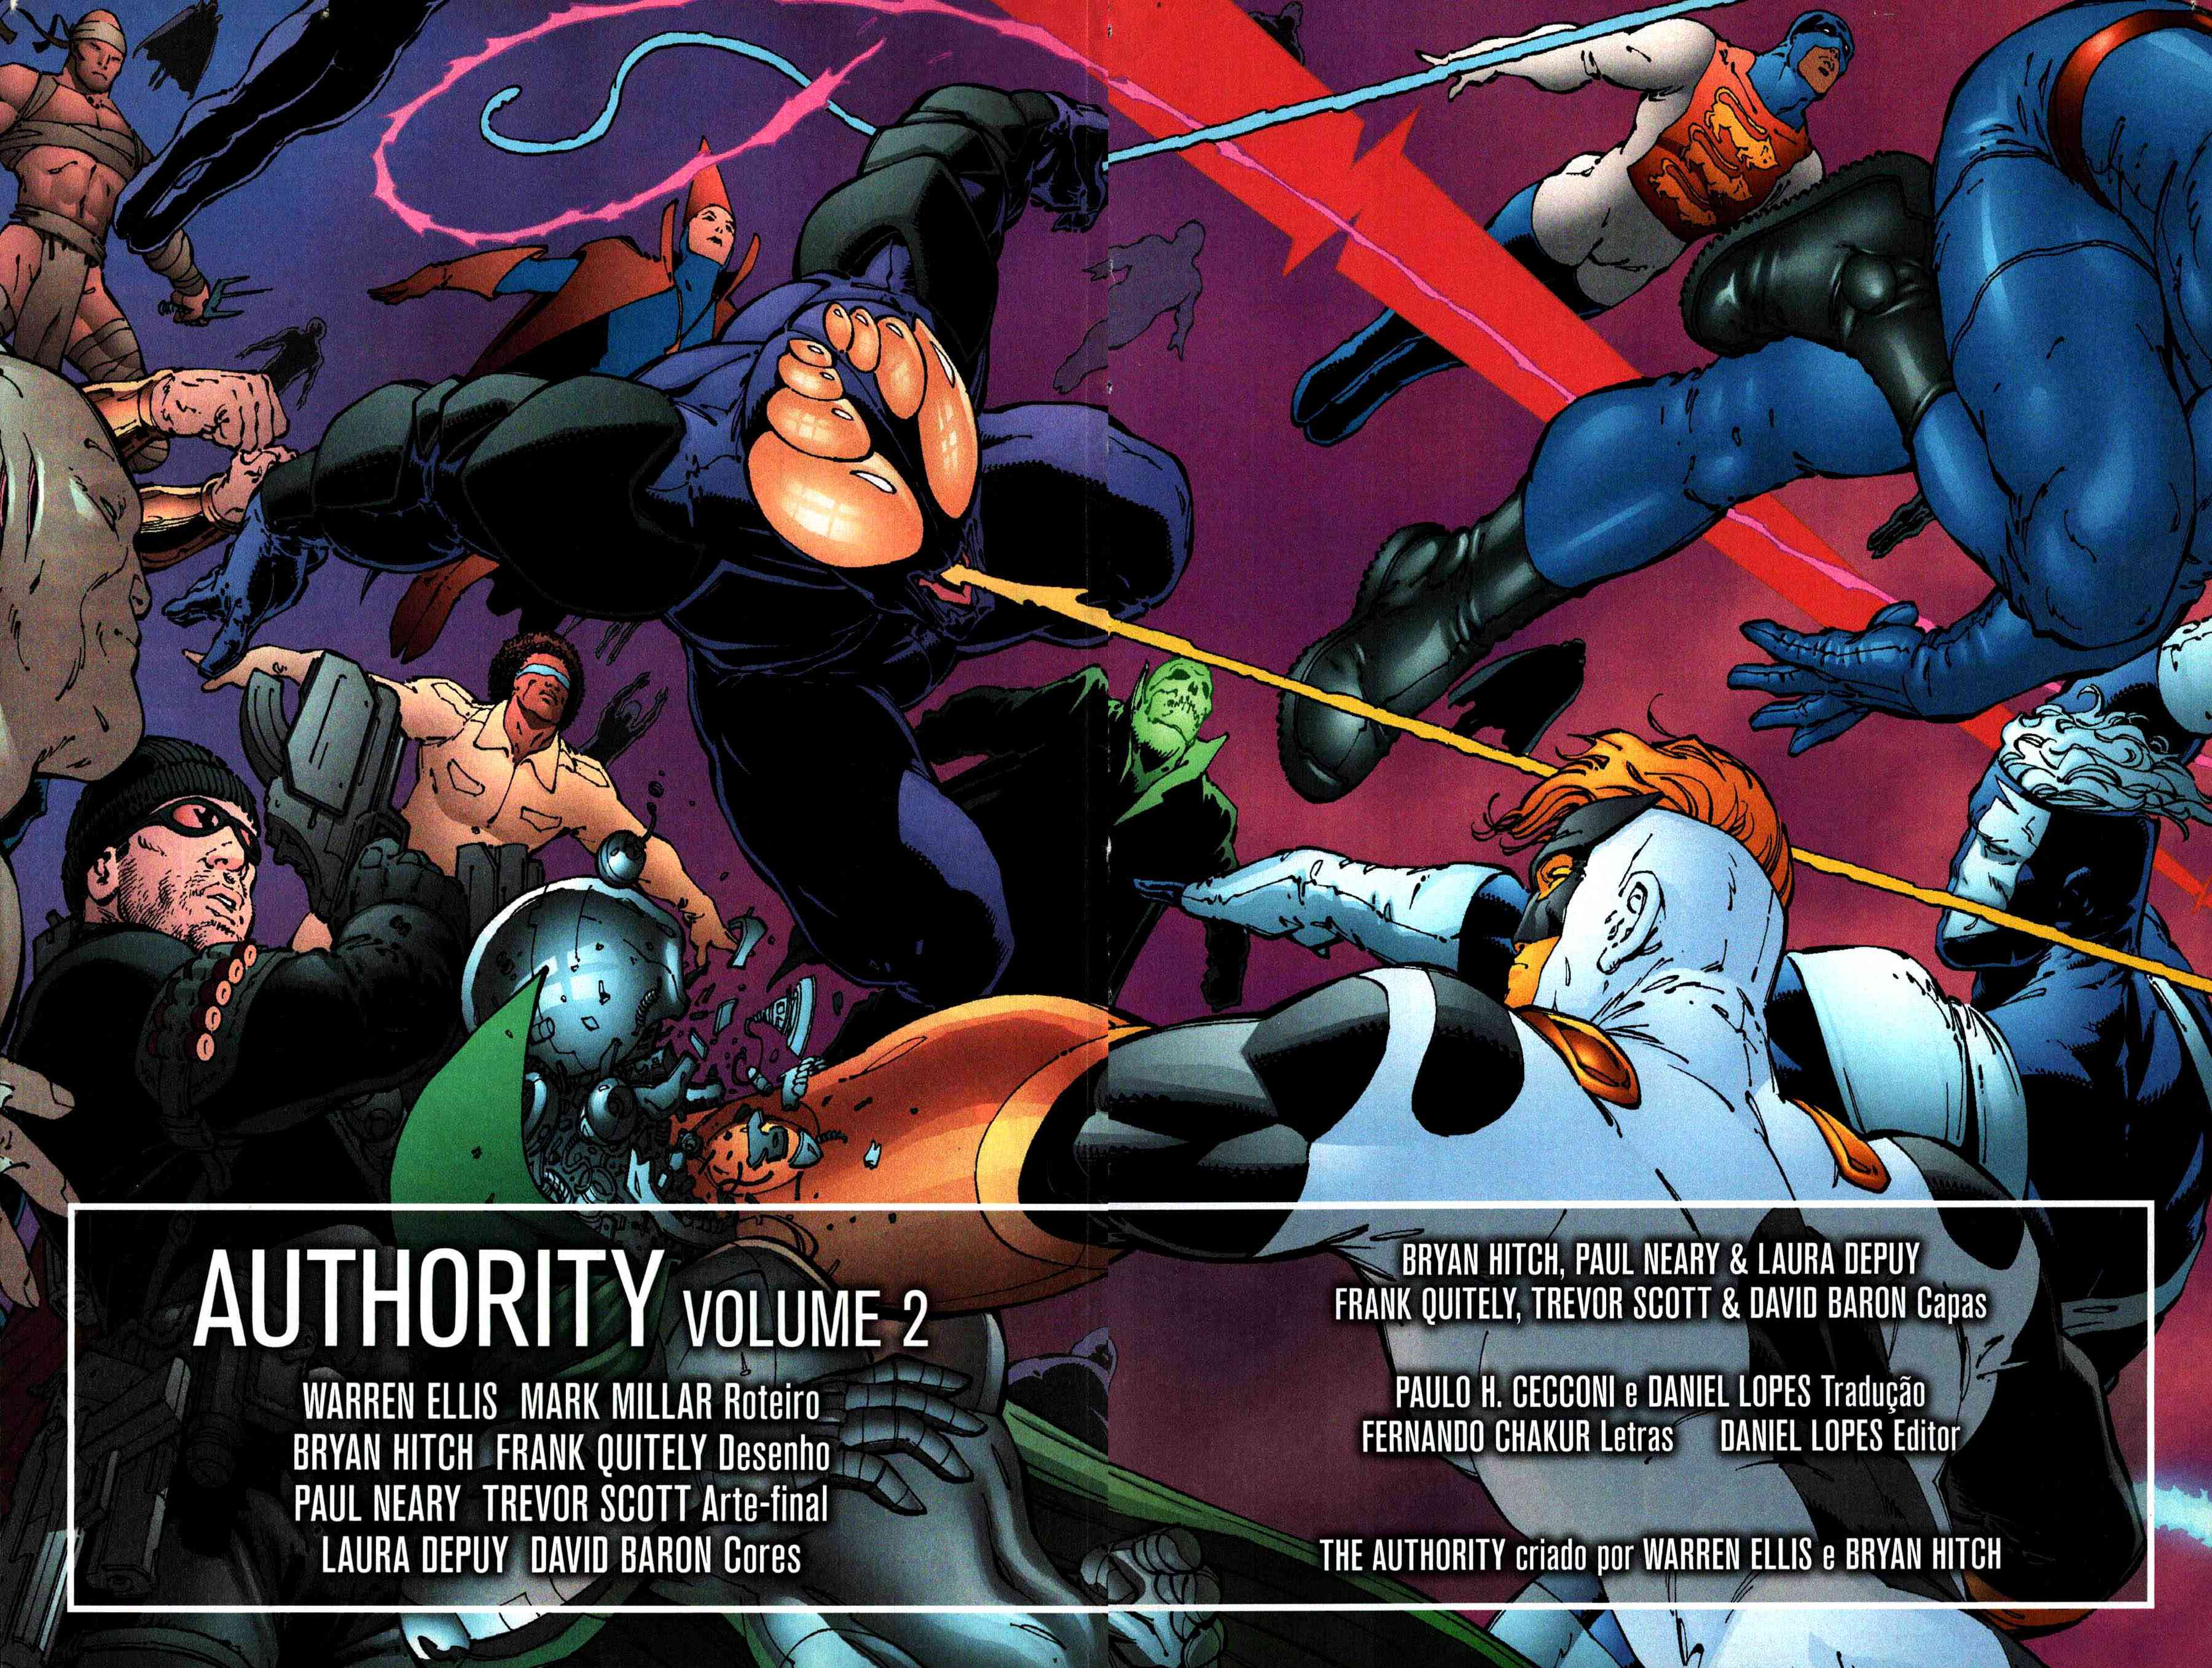 AUTHORITY VOLUME 2
WARREN ELLIS MARK MILLAR Roteiro
BRYAN HITCH FRANK QUITELY Desenho
PAUL NEARY TREVOR SCOTT Arte-final
LAURA DEPUY DAVID BARON Cores
BRYAN HITCH, PAUL NEARY & LAURA DEPUY
FRANK QUITELY, TREVOR SCOTT & DAVID BARON Capas
PAULO H. CECCONI e DANIEL LOPES Tradução
FERNANDO CHAKUR Letras DANIEL LOPES Editor
THE AUTHORITY criado por WARREN ELLIS e BRYAN HITCH